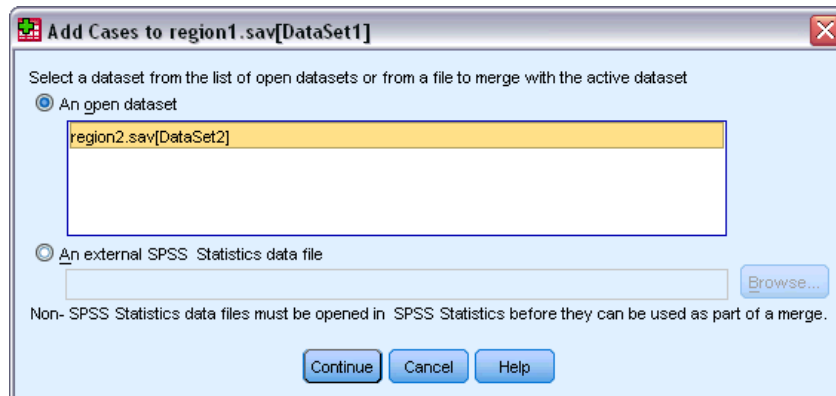 Add Cases to region1.sav[DataSet1]
Select a dataset from the list of open datasets or from a file to merge with the active dataset
An open dataset
region2.sav[DataSet2]
An external SPSS Statistics data file
Browse...
Non- SPSS Statistics data files must be opened in SPSS Statistics before they can be used as part of a merge.
Continue Cancel Help